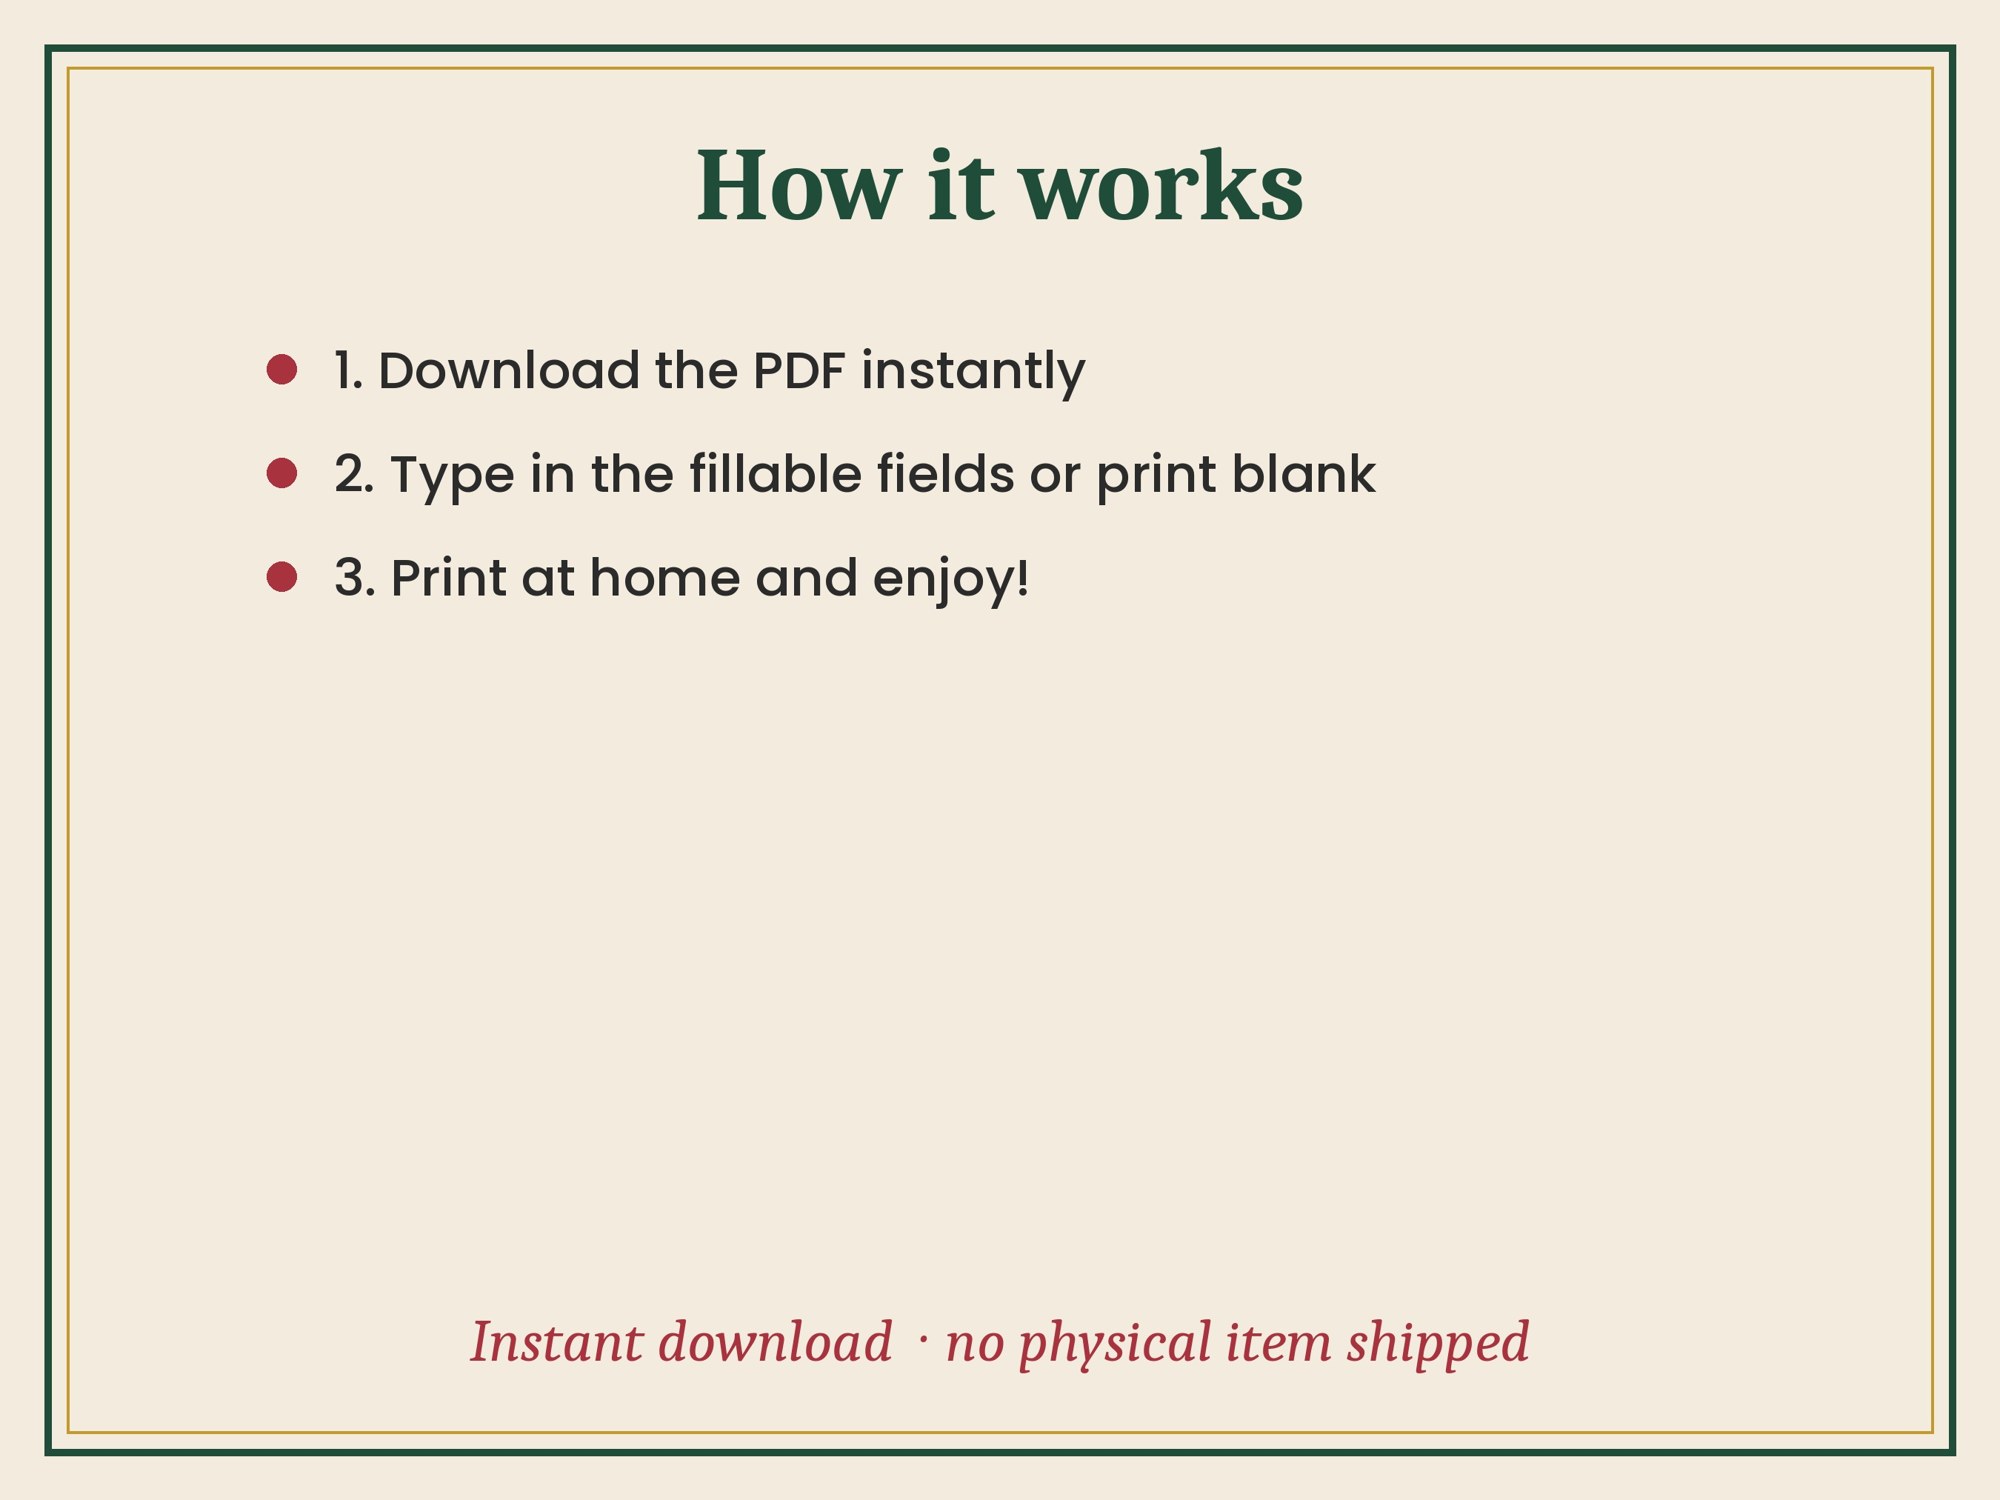 How it works
1. Download the PDF instantly
2. Type in the fillable fields or print blank
3. Print at home and enjoy!
Instant download · no physical item shipped